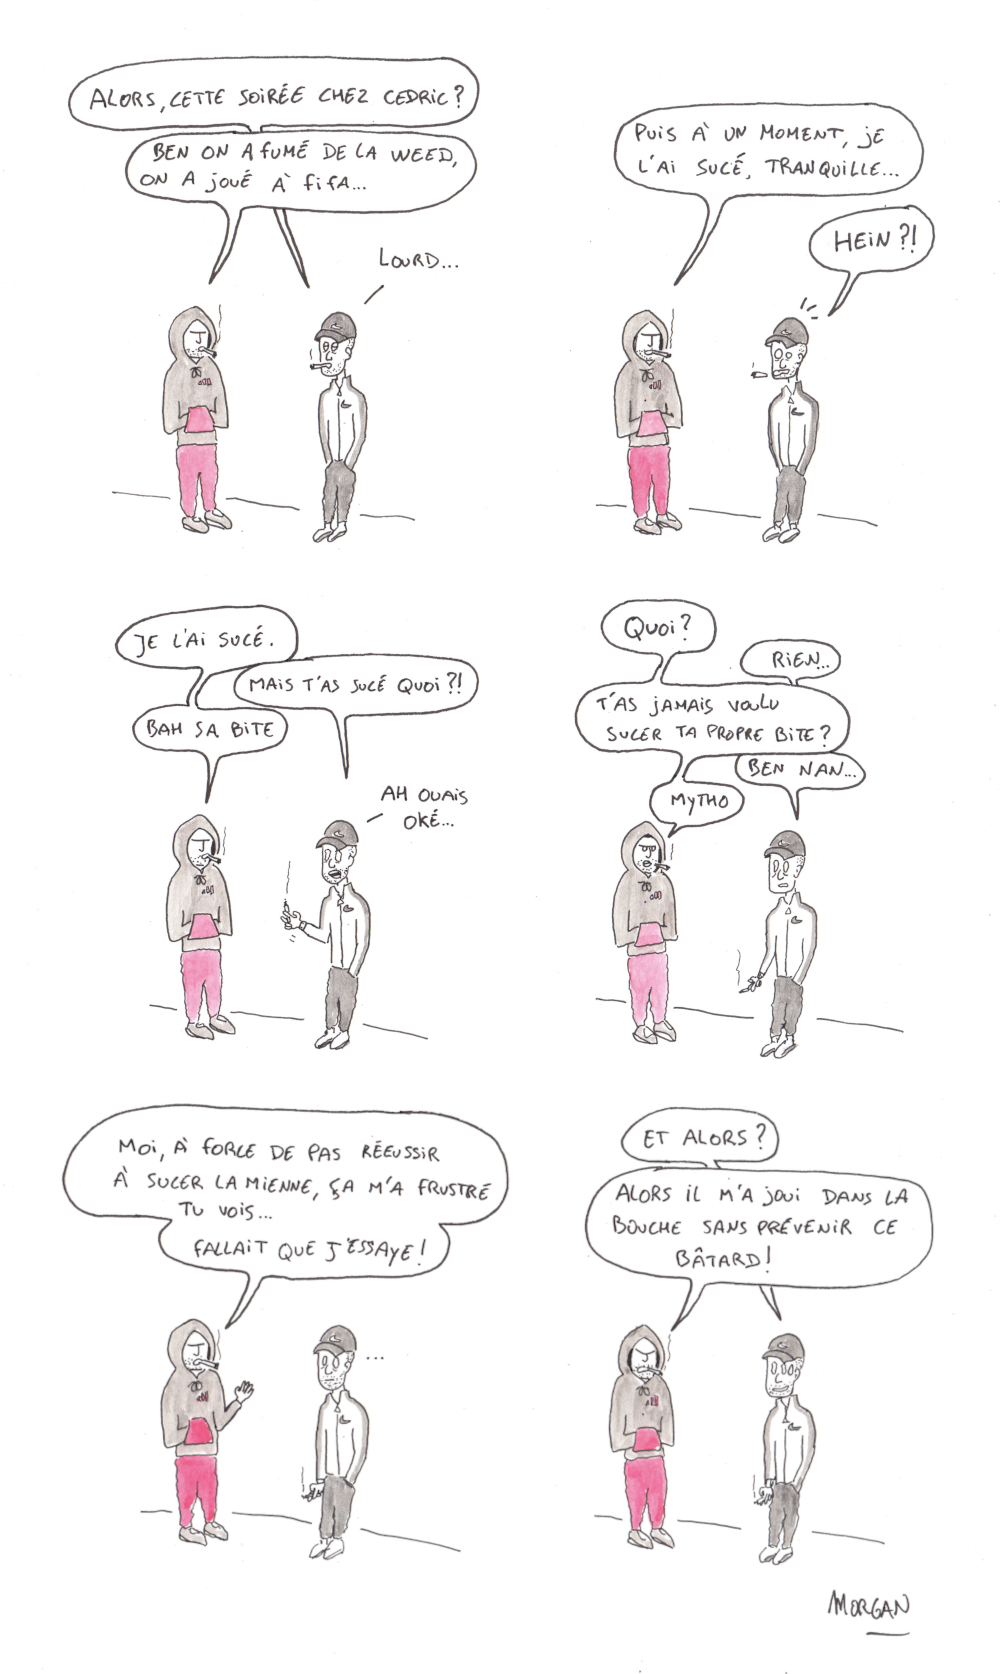 ALORS, CETTE SOIRÉE CHEZ CEDRIC ?
BEN ON A FUMÉ DE LA WEED,
ON A JOUÉ À FIFA...
LOURD...
PUIS À UN MOMENT, JE
L'AI SUCÉ, TRANQUILLE...
HEIN ?!
JE L'AI SUCÉ.
MAIS T'AS SUCÉ QUOI ?!
BAH SA BITE
AH OUAIS
OKÉ...
QUOI ?
RIEN...
T'AS JAMAIS VOULU
SUCER TA PROPRE BITE ?
BEN NAN...
MYTHO
MOI, À FORCE DE PAS RÉEUSSIR
À SUCER LA MIENNE, ÇA M'A FRUSTRÉ
TU VOIS...
FALLAIT QUE J'ESSAYE !
...
ET ALORS ?
ALORS IL M'A JOUI DANS LA
BOUCHE SANS PRÉVENIR CE
BÂTARD !
MORGAN